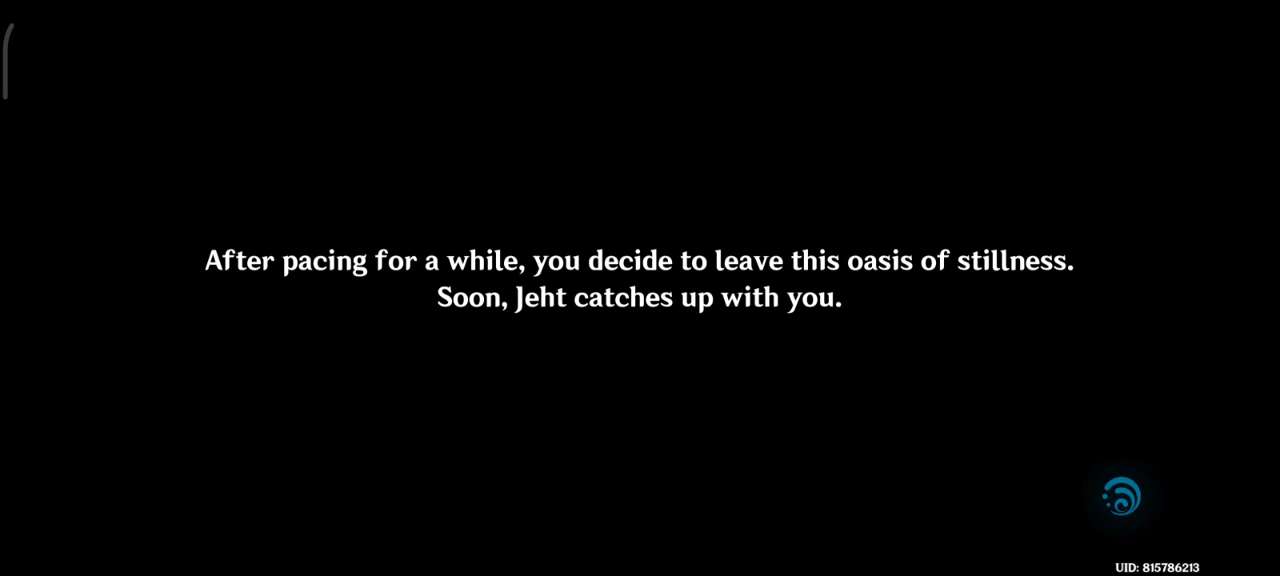 After pacing for a while, you decide to leave this oasis of stillness.
Soon, Jeht catches up with you.
UID: 815786213